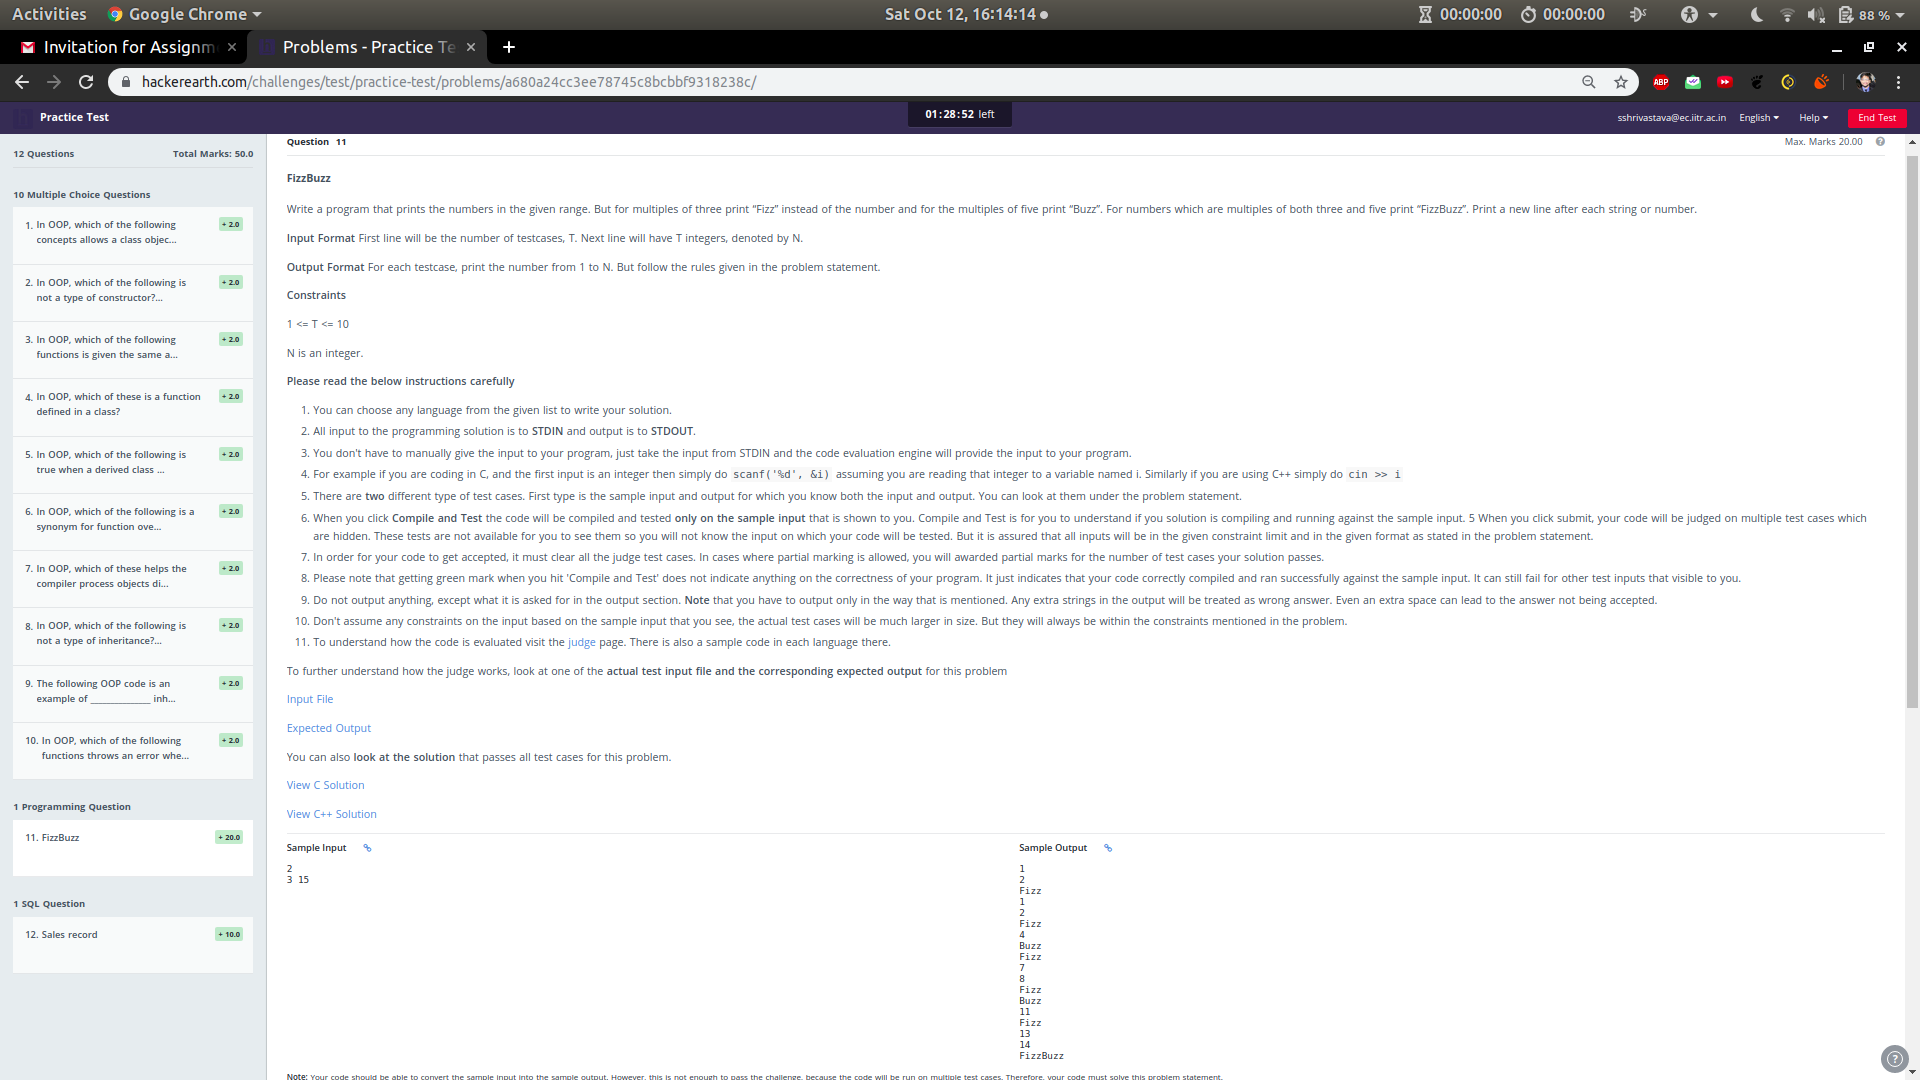 Activities Google Chrome Sat Oct 12, 16:14:14 00:00:00 00:00:00 88 %
Invitation for Assignm Problems - Practice Te
hackerearth.com/challenges/test/practice-test/problems/a680a24cc3ee78745c8bcbbf9318238c/ ABP
Practice Test 01:28:52 left sshrivastava@ec.iitr.ac.in English Help End Test
12 Questions Total Marks: 50.0
10 Multiple Choice Questions
1. In OOP, which of the following + 2.0
concepts allows a class objec...
2. In OOP, which of the following is + 2.0
not a type of constructor?...
3. In OOP, which of the following + 2.0
functions is given the same a...
4. In OOP, which of these is a function + 2.0
defined in a class?
5. In OOP, which of the following is + 2.0
true when a derived class ...
6. In OOP, which of the following is a + 2.0
synonym for function ove...
7. In OOP, which of these helps the + 2.0
compiler process objects di...
8. In OOP, which of the following is + 2.0
not a type of inheritance?...
9. The following OOP code is an + 2.0
example of _____________ inh...
10. In OOP, which of the following + 2.0
functions throws an error whe...
1 Programming Question
11. FizzBuzz + 20.0
1 SQL Question
12. Sales record + 10.0
Question 11 Max. Marks 20.00
FizzBuzz
Write a program that prints the numbers in the given range. But for multiples of three print “Fizz” instead of the number and for the multiples of five print “Buzz”. For numbers which are multiples of both three and five print “FizzBuzz”. Print a new line after each string or number.
Input Format First line will be the number of testcases, T. Next line will have T integers, denoted by N.
Output Format For each testcase, print the number from 1 to N. But follow the rules given in the problem statement.
Constraints
1 <= T <= 10
N is an integer.
Please read the below instructions carefully
1. You can choose any language from the given list to write your solution.
2. All input to the programming solution is to STDIN and output is to STDOUT.
3. You don't have to manually give the input to your program, just take the input from STDIN and the code evaluation engine will provide the input to your program.
4. For example if you are coding in C, and the first input is an integer then simply do scanf('%d', &i) assuming you are reading that integer to a variable named i. Similarly if you are using C++ simply do cin >> i
5. There are two different type of test cases. First type is the sample input and output for which you know both the input and output. You can look at them under the problem statement.
6. When you click Compile and Test the code will be compiled and tested only on the sample input that is shown to you. Compile and Test is for you to understand if you solution is compiling and running against the sample input. 5 When you click submit, your code will be judged on multiple test cases which
are hidden. These tests are not available for you to see them so you will not know the input on which your code will be tested. But it is assured that all inputs will be in the given constraint limit and in the given format as stated in the problem statement.
7. In order for your code to get accepted, it must clear all the judge test cases. In cases where partial marking is allowed, you will awarded partial marks for the number of test cases your solution passes.
8. Please note that getting green mark when you hit 'Compile and Test' does not indicate anything on the correctness of your program. It just indicates that your code correctly compiled and ran successfully against the sample input. It can still fail for other test inputs that visible to you.
9. Do not output anything, except what it is asked for in the output section. Note that you have to output only in the way that is mentioned. Any extra strings in the output will be treated as wrong answer. Even an extra space can lead to the answer not being accepted.
10. Don't assume any constraints on the input based on the sample input that you see, the actual test cases will be much larger in size. But they will always be within the constraints mentioned in the problem.
11. To understand how the code is evaluated visit the judge page. There is also a sample code in each language there.
To further understand how the judge works, look at one of the actual test input file and the corresponding expected output for this problem
Input File
Expected Output
You can also look at the solution that passes all test cases for this problem.
View C Solution
View C++ Solution
Sample Input
2
3 15
Sample Output
1
2
Fizz
1
2
Fizz
4
Buzz
Fizz
7
8
Fizz
Buzz
11
Fizz
13
14
FizzBuzz
Note: Your code should be able to convert the sample input into the sample output. However, this is not enough to pass the challenge, because the code will be run on multiple test cases. Therefore, your code must solve this problem statement.